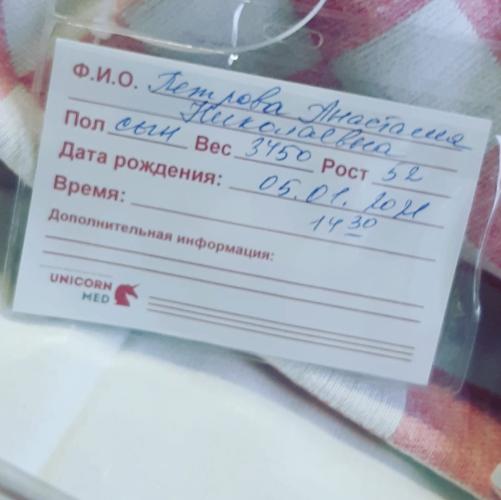 Ф.И.О. Петрова Анастасия
Николаевна
Пол сын Вес 3450 Рост 52
Дата рождения: 05.01.2021
Время: 14 30
Дополнительная информация:
UNICORN
MED